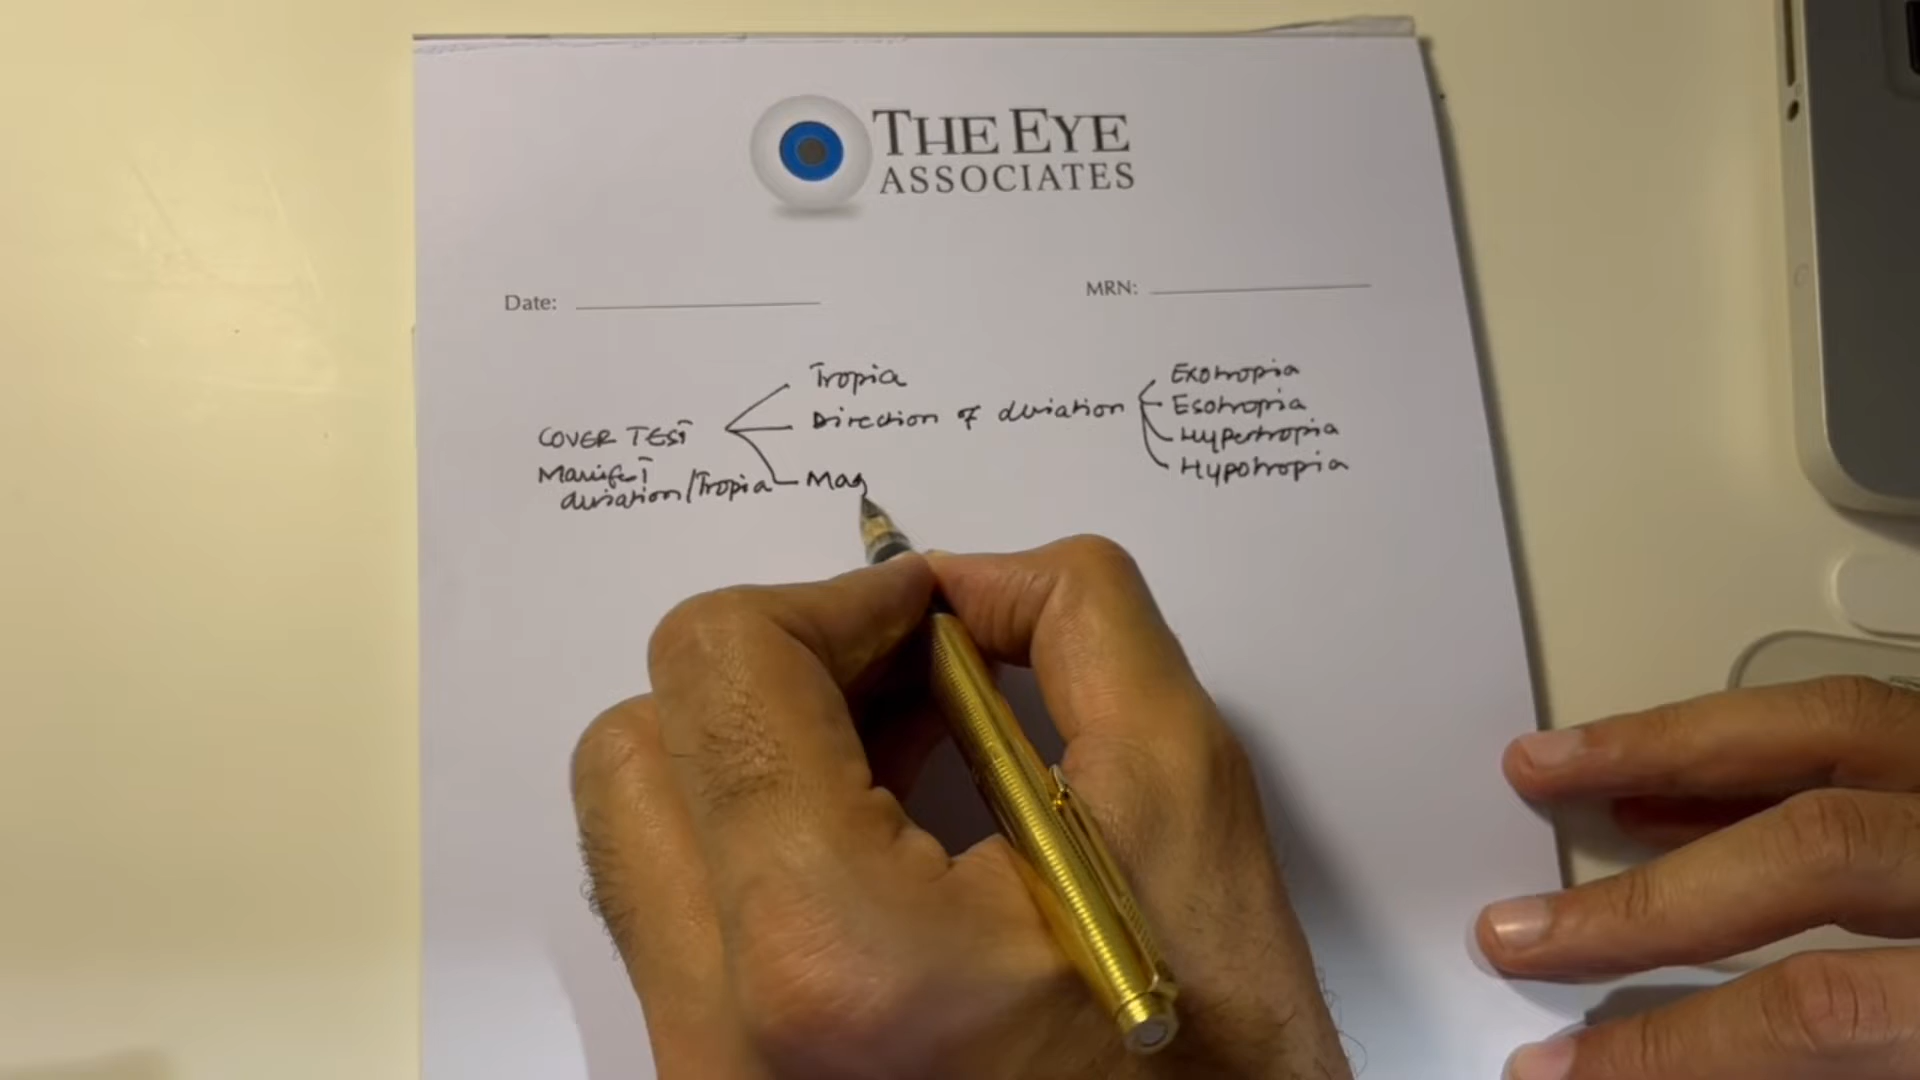 THE EYE
ASSOCIATES
Date:
MRN:
Tropia
Direction of deviation
Exotropia
Esotropia
Hypertropia
Hypotropia
COVER TEST
Manifest
deviation/Tropia
Mag